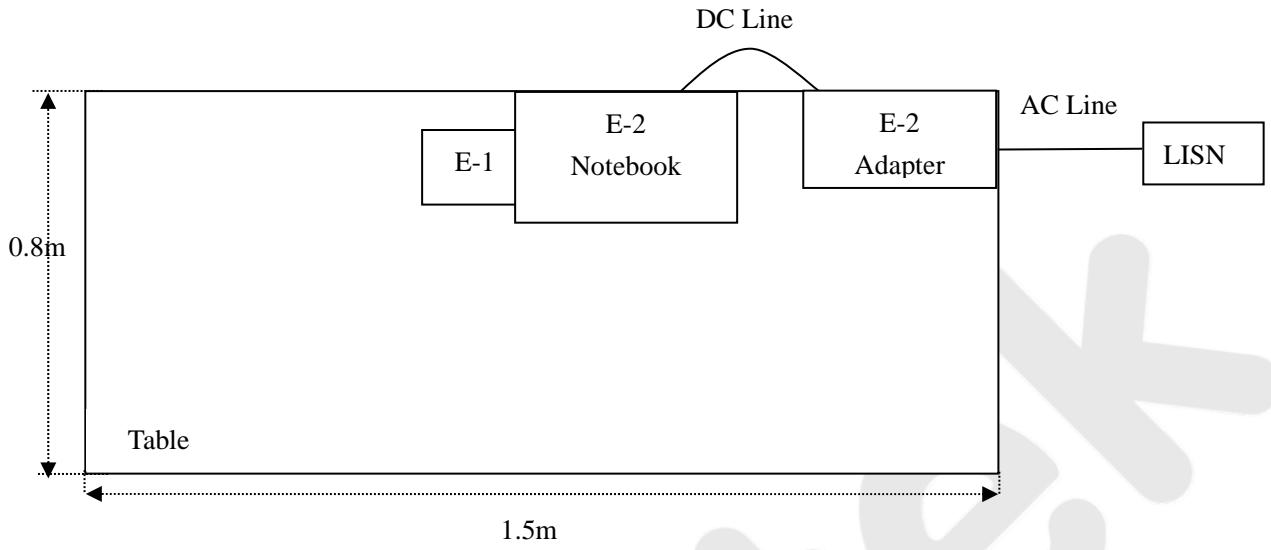 DC Line
AC Line
E-2
Notebook
E-2
Adapter
E-1
LISN
0.8m
Table
1.5m